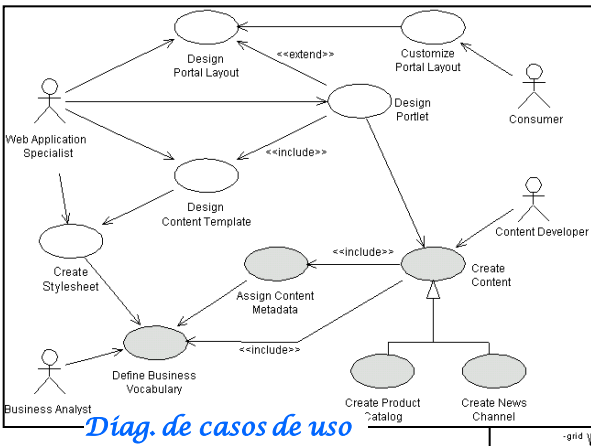 Design
Portal Layout
<<extend>>
Customize
Portal Layout
Design
Portlet
Consumer
Web Application
Specialist
<<include>>
Design
Content Template
Content Developer
Create
Stylesheet
<<include>>
Create
Content
Assign Content
Metadata
<<include>>
Define Business
Vocabulary
Business Analyst
Create Product
Catalog
Create News
Channel
Diag. de casos de uso
-grid